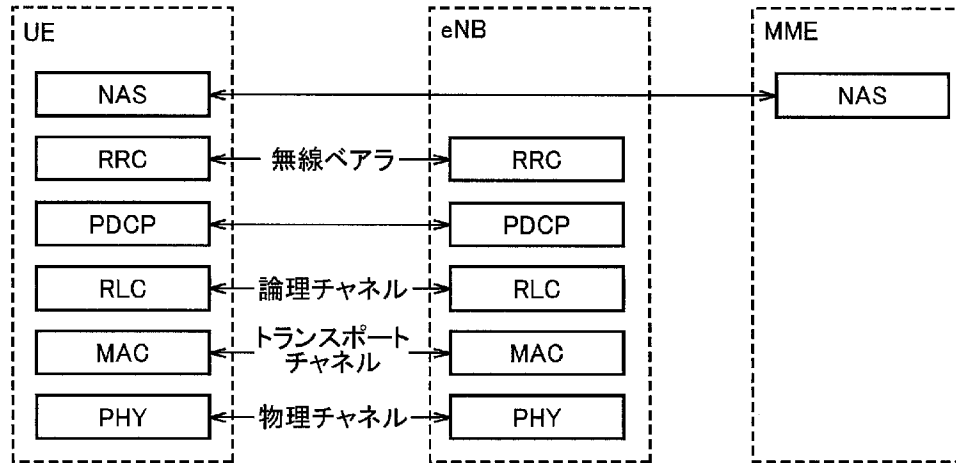 UE
eNB
MME
NAS
NAS
RRC
無線ベアラ
RRC
PDCP
PDCP
RLC
論理チャネル
RLC
MAC
トランスポート
チャネル
MAC
PHY
物理チャネル
PHY